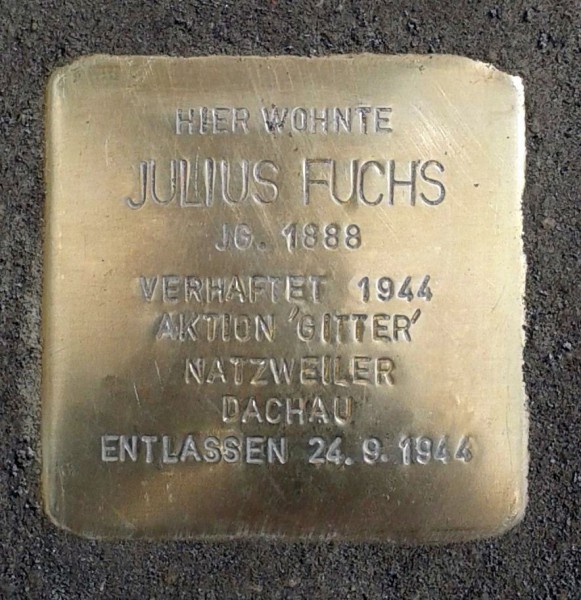 HIER WOHNTE
JULIUS FUCHS
JG. 1888
VERHAFTET 1944
AKTION 'GITTER'
NATZWEILER
DACHAU
ENTLASSEN 24.9.1944